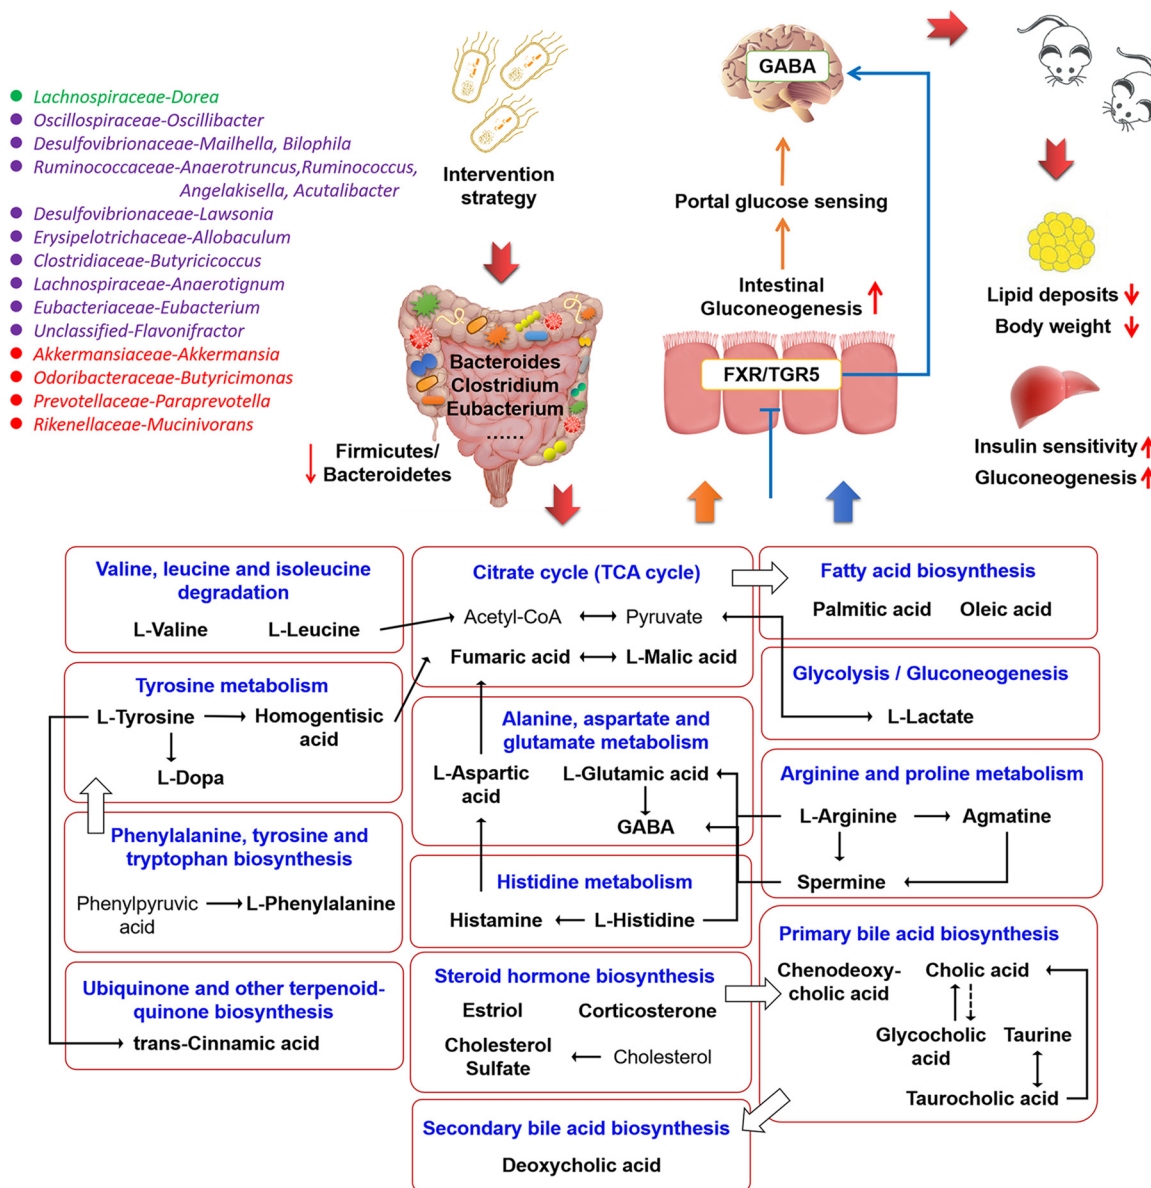 Lachnospiraceae-Dorea
Oscillospiraceae-Oscillibacter
Desulfovibrionaceae-Mailhella, Bilophila
Ruminococcaceae-Anaerotruncus,Ruminococcus,
Angelakisella, Acutalibacter
Desulfovibrionaceae-Lawsonia
Erysipelotrichaceae-Allobaculum
Clostridiaceae-Butyricicoccus
Lachnospiraceae-Anaerotignum
Eubacteriaceae-Eubacterium
Unclassified-Flavonifractor
Akkermansiaceae-Akkermansia
Odoribacteraceae-Butyricimonas
Prevotellaceae-Paraprevotella
Rikenellaceae-Mucinivorans
Intervention
strategy
Bacteroides
Clostridium
Eubacterium
......
Firmicutes/
Bacteroidetes
GABA
Portal glucose sensing
Intestinal
Gluconeogenesis
FXR/TGR5
Lipid deposits
Body weight
Insulin sensitivity
Gluconeogenesis
Valine, leucine and isoleucine
degradation
L-Valine L-Leucine
Citrate cycle (TCA cycle)
Acetyl-CoA Pyruvate
Fumaric acid L-Malic acid
Fatty acid biosynthesis
Palmitic acid Oleic acid
Tyrosine metabolism
L-Tyrosine Homogentisic
acid
L-Dopa
Alanine, aspartate and
glutamate metabolism
L-Aspartic
acid
L-Glutamic acid
GABA
Glycolysis / Gluconeogenesis
L-Lactate
Arginine and proline metabolism
L-Arginine Agmatine
Spermine
Phenylalanine, tyrosine and
tryptophan biosynthesis
Phenylpyruvic
acid
L-Phenylalanine
Histidine metabolism
Histamine L-Histidine
Primary bile acid biosynthesis
Chenodeoxy-
cholic acid
Cholic acid
Glycocholic
acid
Taurine
Taurocholic acid
Ubiquinone and other terpenoid-
quinone biosynthesis
trans-Cinnamic acid
Steroid hormone biosynthesis
Estriol Corticosterone
Cholesterol
Sulfate
Cholesterol
Secondary bile acid biosynthesis
Deoxycholic acid